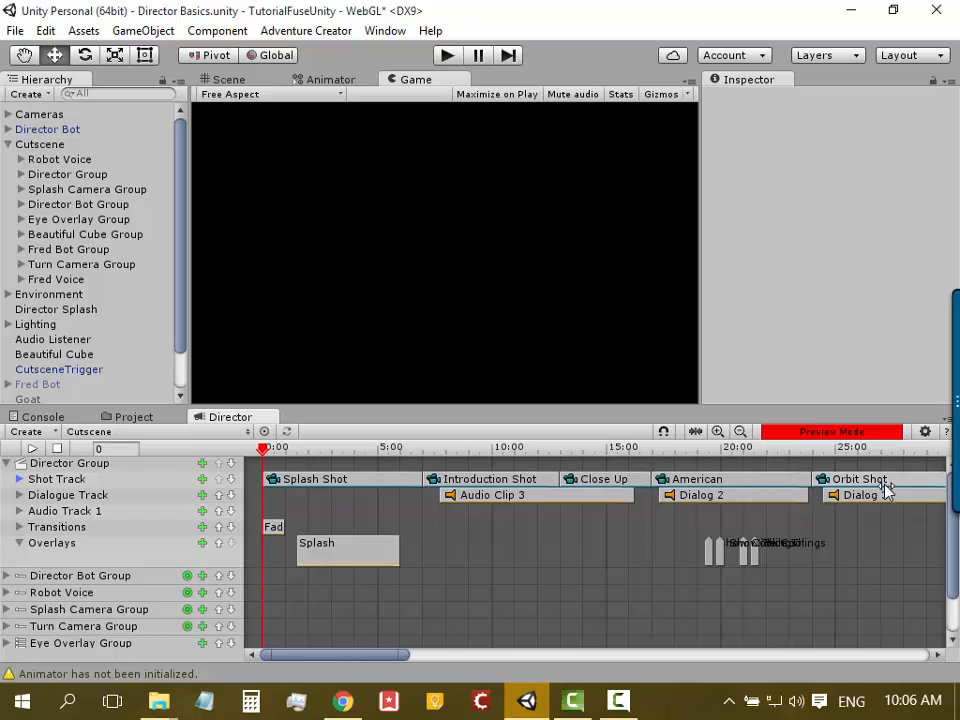 Unity Personal (64bit) - Director Basics.unity - TutorialFuseUnity - WebGL* <DX9>
File Edit Assets GameObject Component Adventure Creator Window Help
Pivot Global Account Layers Layout
Hierarchy Scene Animator Game Inspector
Create All Free Aspect Maximize on Play Mute audio Stats Gizmos
Cameras
Director Bot
Cutscene
Robot Voice
Director Group
Splash Camera Group
Director Bot Group
Eye Overlay Group
Beautiful Cube Group
Fred Bot Group
Turn Camera Group
Fred Voice
Environment
Director Splash
Lighting
Audio Listener
Beautiful Cube
CutsceneTrigger
Fred Bot
Goat
Console Project Director
Create Cutscene Preview Mode ?
0 0:00 5:00 10:00 15:00 20:00 25:00
Director Group
Shot Track Splash Shot Introduction Shot Close Up American Orbit Shot
Dialogue Track Audio Clip 3 Dialog 2 Dialog
Audio Track 1
Transitions Fad
Overlays Splash
Director Bot Group
Robot Voice
Splash Camera Group
Turn Camera Group
Eye Overlay Group
Animator has not been initialized.
ENG 10:06 AM